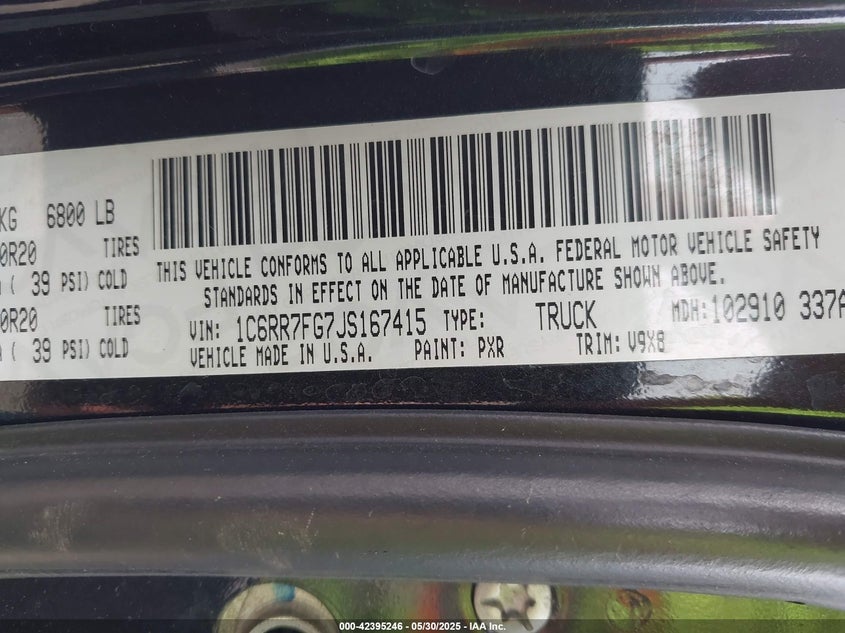 KG 6800 LB
0R20 TIRES
( 39 PSI) COLD
0R20 TIRES
( 39 PSI) COLD
THIS VEHICLE CONFORMS TO ALL APPLICABLE U.S.A. FEDERAL MOTOR VEHICLE SAFETY
STANDARDS IN EFFECT ON THE DATE OF MANUFACTURE SHOWN ABOVE.
VIN: 1C6RR7FG7JS167415 TYPE: TRUCK MDH: 102910 337A
VEHICLE MADE IN U.S.A. PAINT: PXR TRIM: V9X8
000-42395246 - 05/30/2025 - IAA Inc.